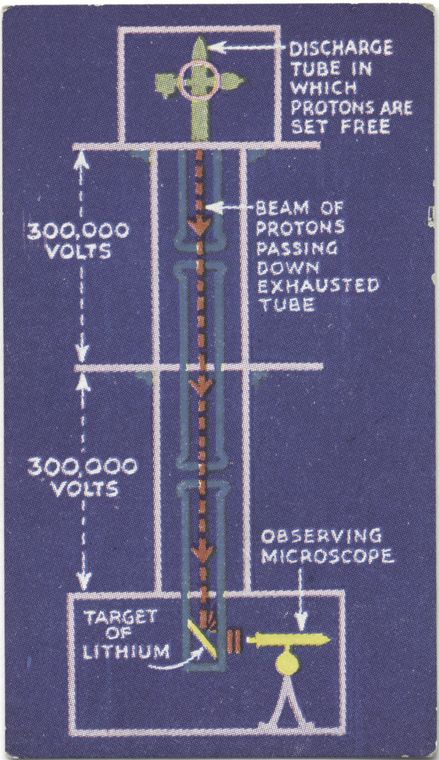 DISCHARGE
TUBE IN
WHICH
PROTONS ARE
SET FREE
300,000
VOLTS
BEAM OF
PROTONS
PASSING
DOWN
EXHAUSTED
TUBE
300,000
VOLTS
OBSERVING
MICROSCOPE
TARGET
OF
LITHIUM